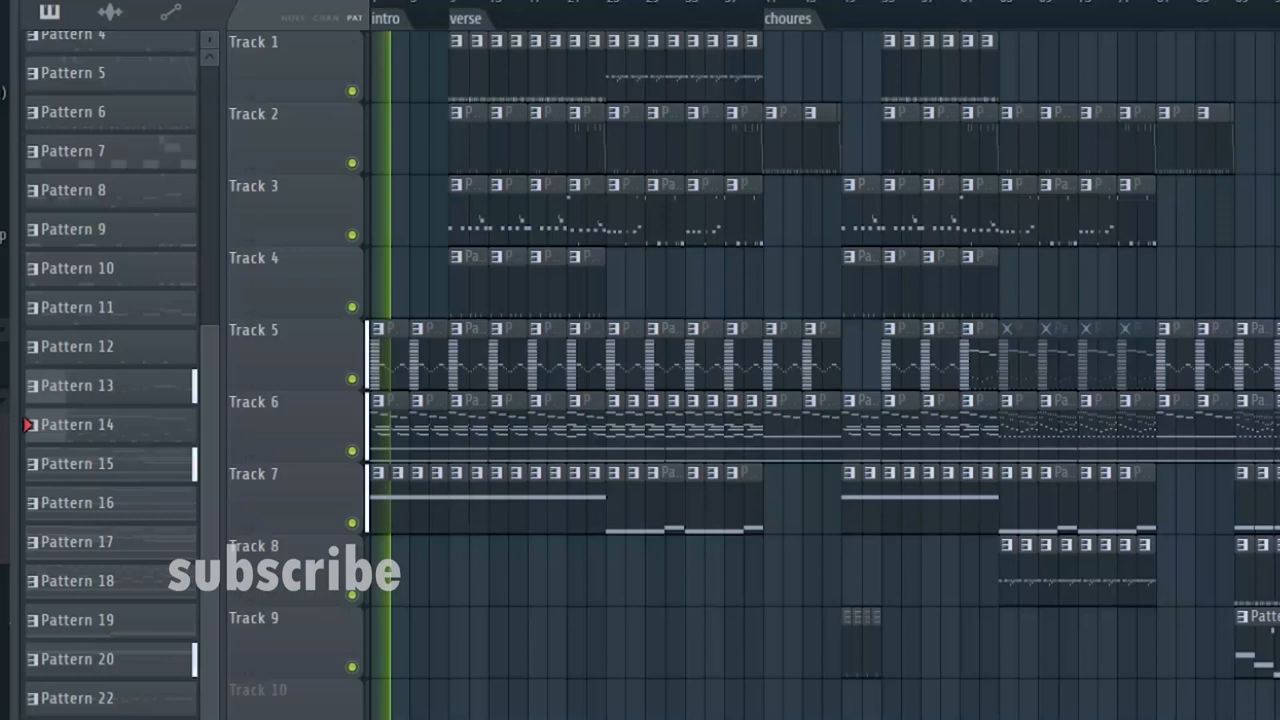 NOTE CHAN PAT
intro
verse
choures
Pattern 4
Pattern 5
Pattern 6
Pattern 7
Pattern 8
Pattern 9
Pattern 10
Pattern 11
Pattern 12
Pattern 13
Pattern 14
Pattern 15
Pattern 16
Pattern 17
Pattern 18
Pattern 19
Pattern 20
Pattern 22
Track 1
Track 2
Track 3
Track 4
Track 5
Track 6
Track 7
Track 8
Track 9
Track 10
subscribe